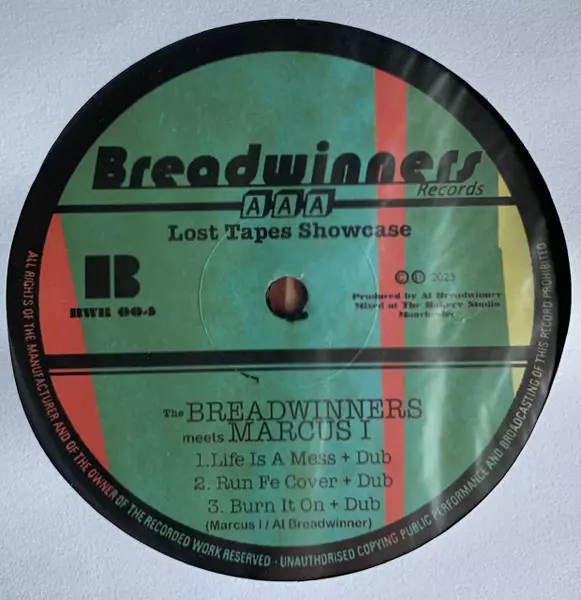 Breadwinners
Records
AAA
Lost Tapes Showcase
B
BWR 004
©℗ 2023
Produced by Al Breadwinner
Mixed at The Bakery Studio
Manchester
The BREADWINNERS
meets MARCUS I
1.Life Is A Mess + Dub
2. Run Fe Cover + Dub
3. Burn It On + Dub
(Marcus I / Al Breadwinner)
ALL RIGHTS OF THE MANUFACTURER AND OF THE OWNER OF THE RECORDED WORK RESERVED - UNAUTHORISED COPYING PUBLIC PERFORMANCE AND BROADCASTING OF THIS RECORD PROHIBITED